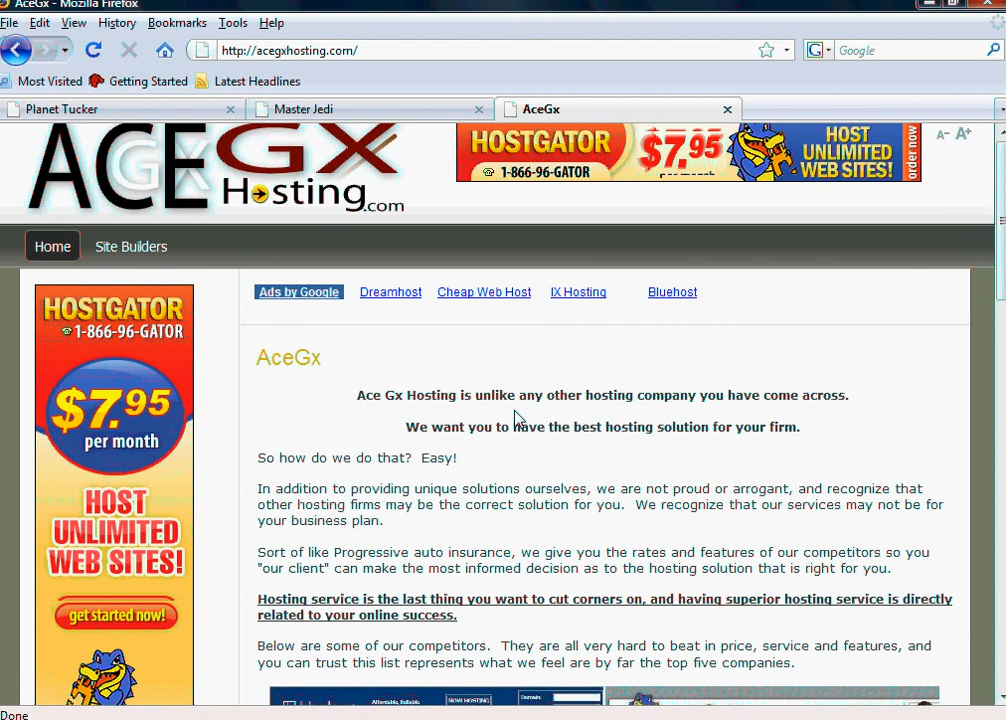 AceGx - Mozilla Firefox
File Edit View History Bookmarks Tools Help
http://acegxhosting.com/
G Google
Most Visited Getting Started Latest Headlines
Planet Tucker Master Jedi AceGx
ACEGX
Hosting.com
HOSTGATOR
1-866-96-GATOR
$7.95
HOST
UNLIMITED
WEB SITES!
order now
A- A+
Home Site Builders
HOSTGATOR
1-866-96-GATOR
$7.95
per month
HOST
UNLIMITED
WEB SITES!
get started now!
Ads by Google Dreamhost Cheap Web Host IX Hosting Bluehost
AceGx
Ace Gx Hosting is unlike any other hosting company you have come across.
We want you to have the best hosting solution for your firm.
So how do we do that? Easy!
In addition to providing unique solutions ourselves, we are not proud or arrogant, and recognize that
other hosting firms may be the correct solution for you. We recognize that our services may not be for
your business plan.
Sort of like Progressive auto insurance, we give you the rates and features of our competitors so you
"our client" can make the most informed decision as to the hosting solution that is right for you.
Hosting service is the last thing you want to cut corners on, and having superior hosting service is directly
related to your online success.
Below are some of our competitors. They are all very hard to beat in price, service and features, and
you can trust this list represents what we feel are by far the top five companies.
Affordable, Reliable
NOW HOSTING
Domain:
Done